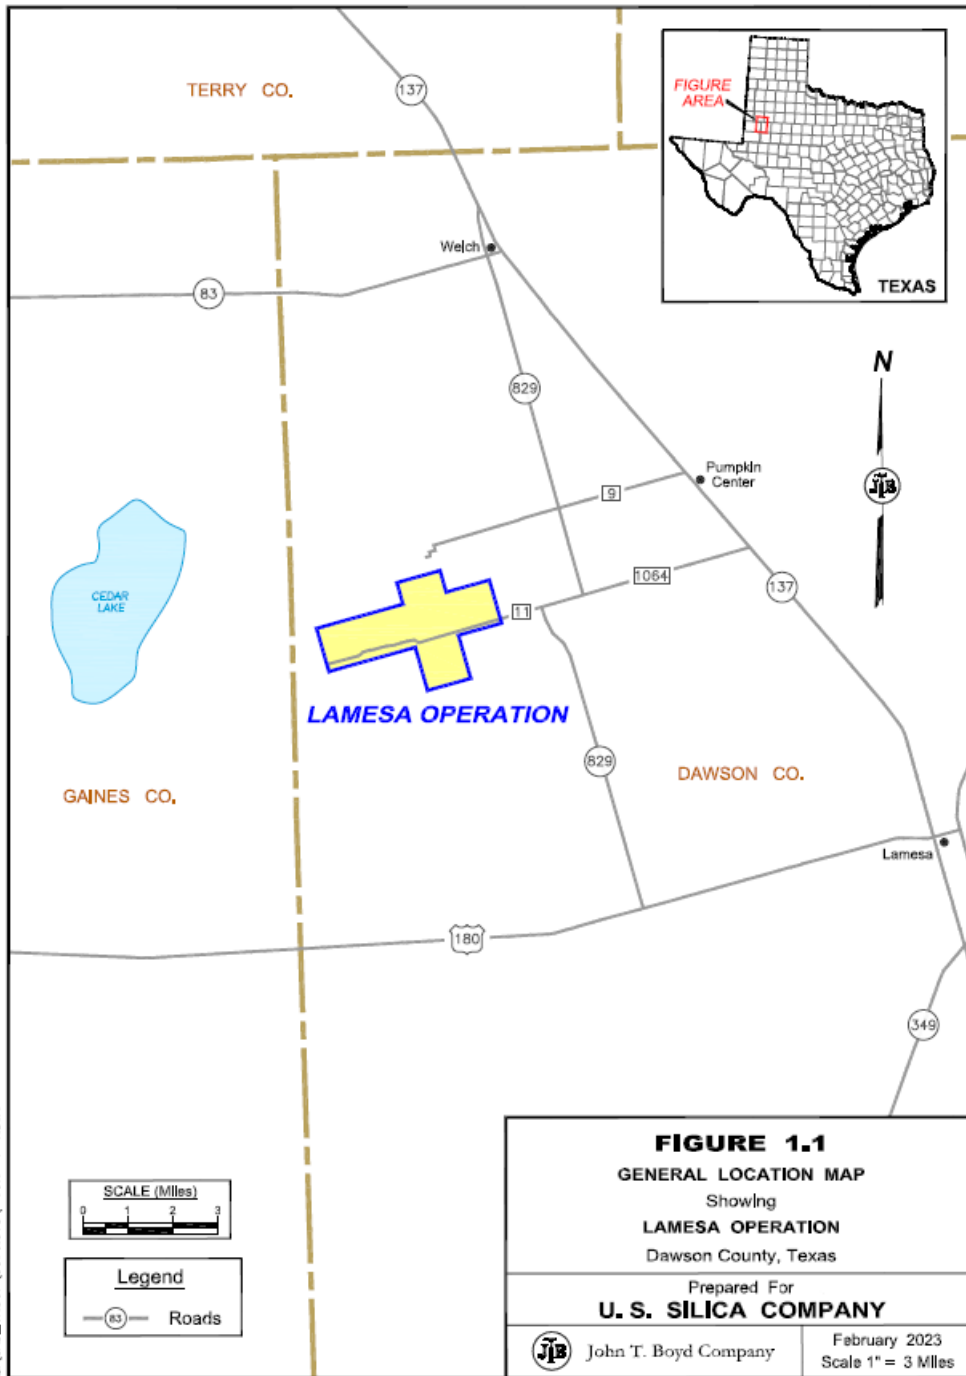 TERRY CO.
137
FIGURE
AREA
TEXAS
Welch
83
829
N
JTB
Pumpkin
Center
9
1064
137
11
CEDAR
LAKE
LAMESA OPERATION
829
DAWSON CO.
GAINES CO.
Lamesa
180
349
SCALE (Miles)
0 1 2 3
Legend
83 Roads
FIGURE 1.1
GENERAL LOCATION MAP
Showing
LAMESA OPERATION
Dawson County, Texas
Prepared For
U. S. SILICA COMPANY
JTB John T. Boyd Company
February 2023
Scale 1" = 3 Miles